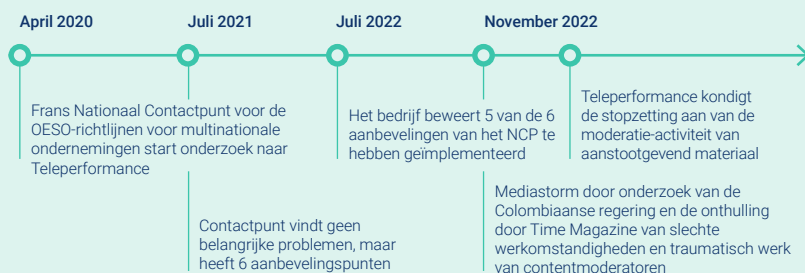 April 2020
Juli 2021
Juli 2022
November 2022
Frans Nationaal Contactpunt voor de
OESO-richtlijnen voor multinationale
ondernemingen start onderzoek naar
Teleperformance
Contactpunt vindt geen
belangrijke problemen, maar
heeft 6 aanbevelingspunten
Het bedrijf beweert 5 van de 6
aanbevelingen van het NCP te
hebben geïmplementeerd
Mediastorm door onderzoek van de
Colombiaanse regering en de onthulling
door Time Magazine van slechte
werkomstandigheden en traumatisch werk
van contentmoderatoren
Teleperformance kondigt
de stopzetting aan van de
moderatie-activiteit van
aanstootgevend materiaal